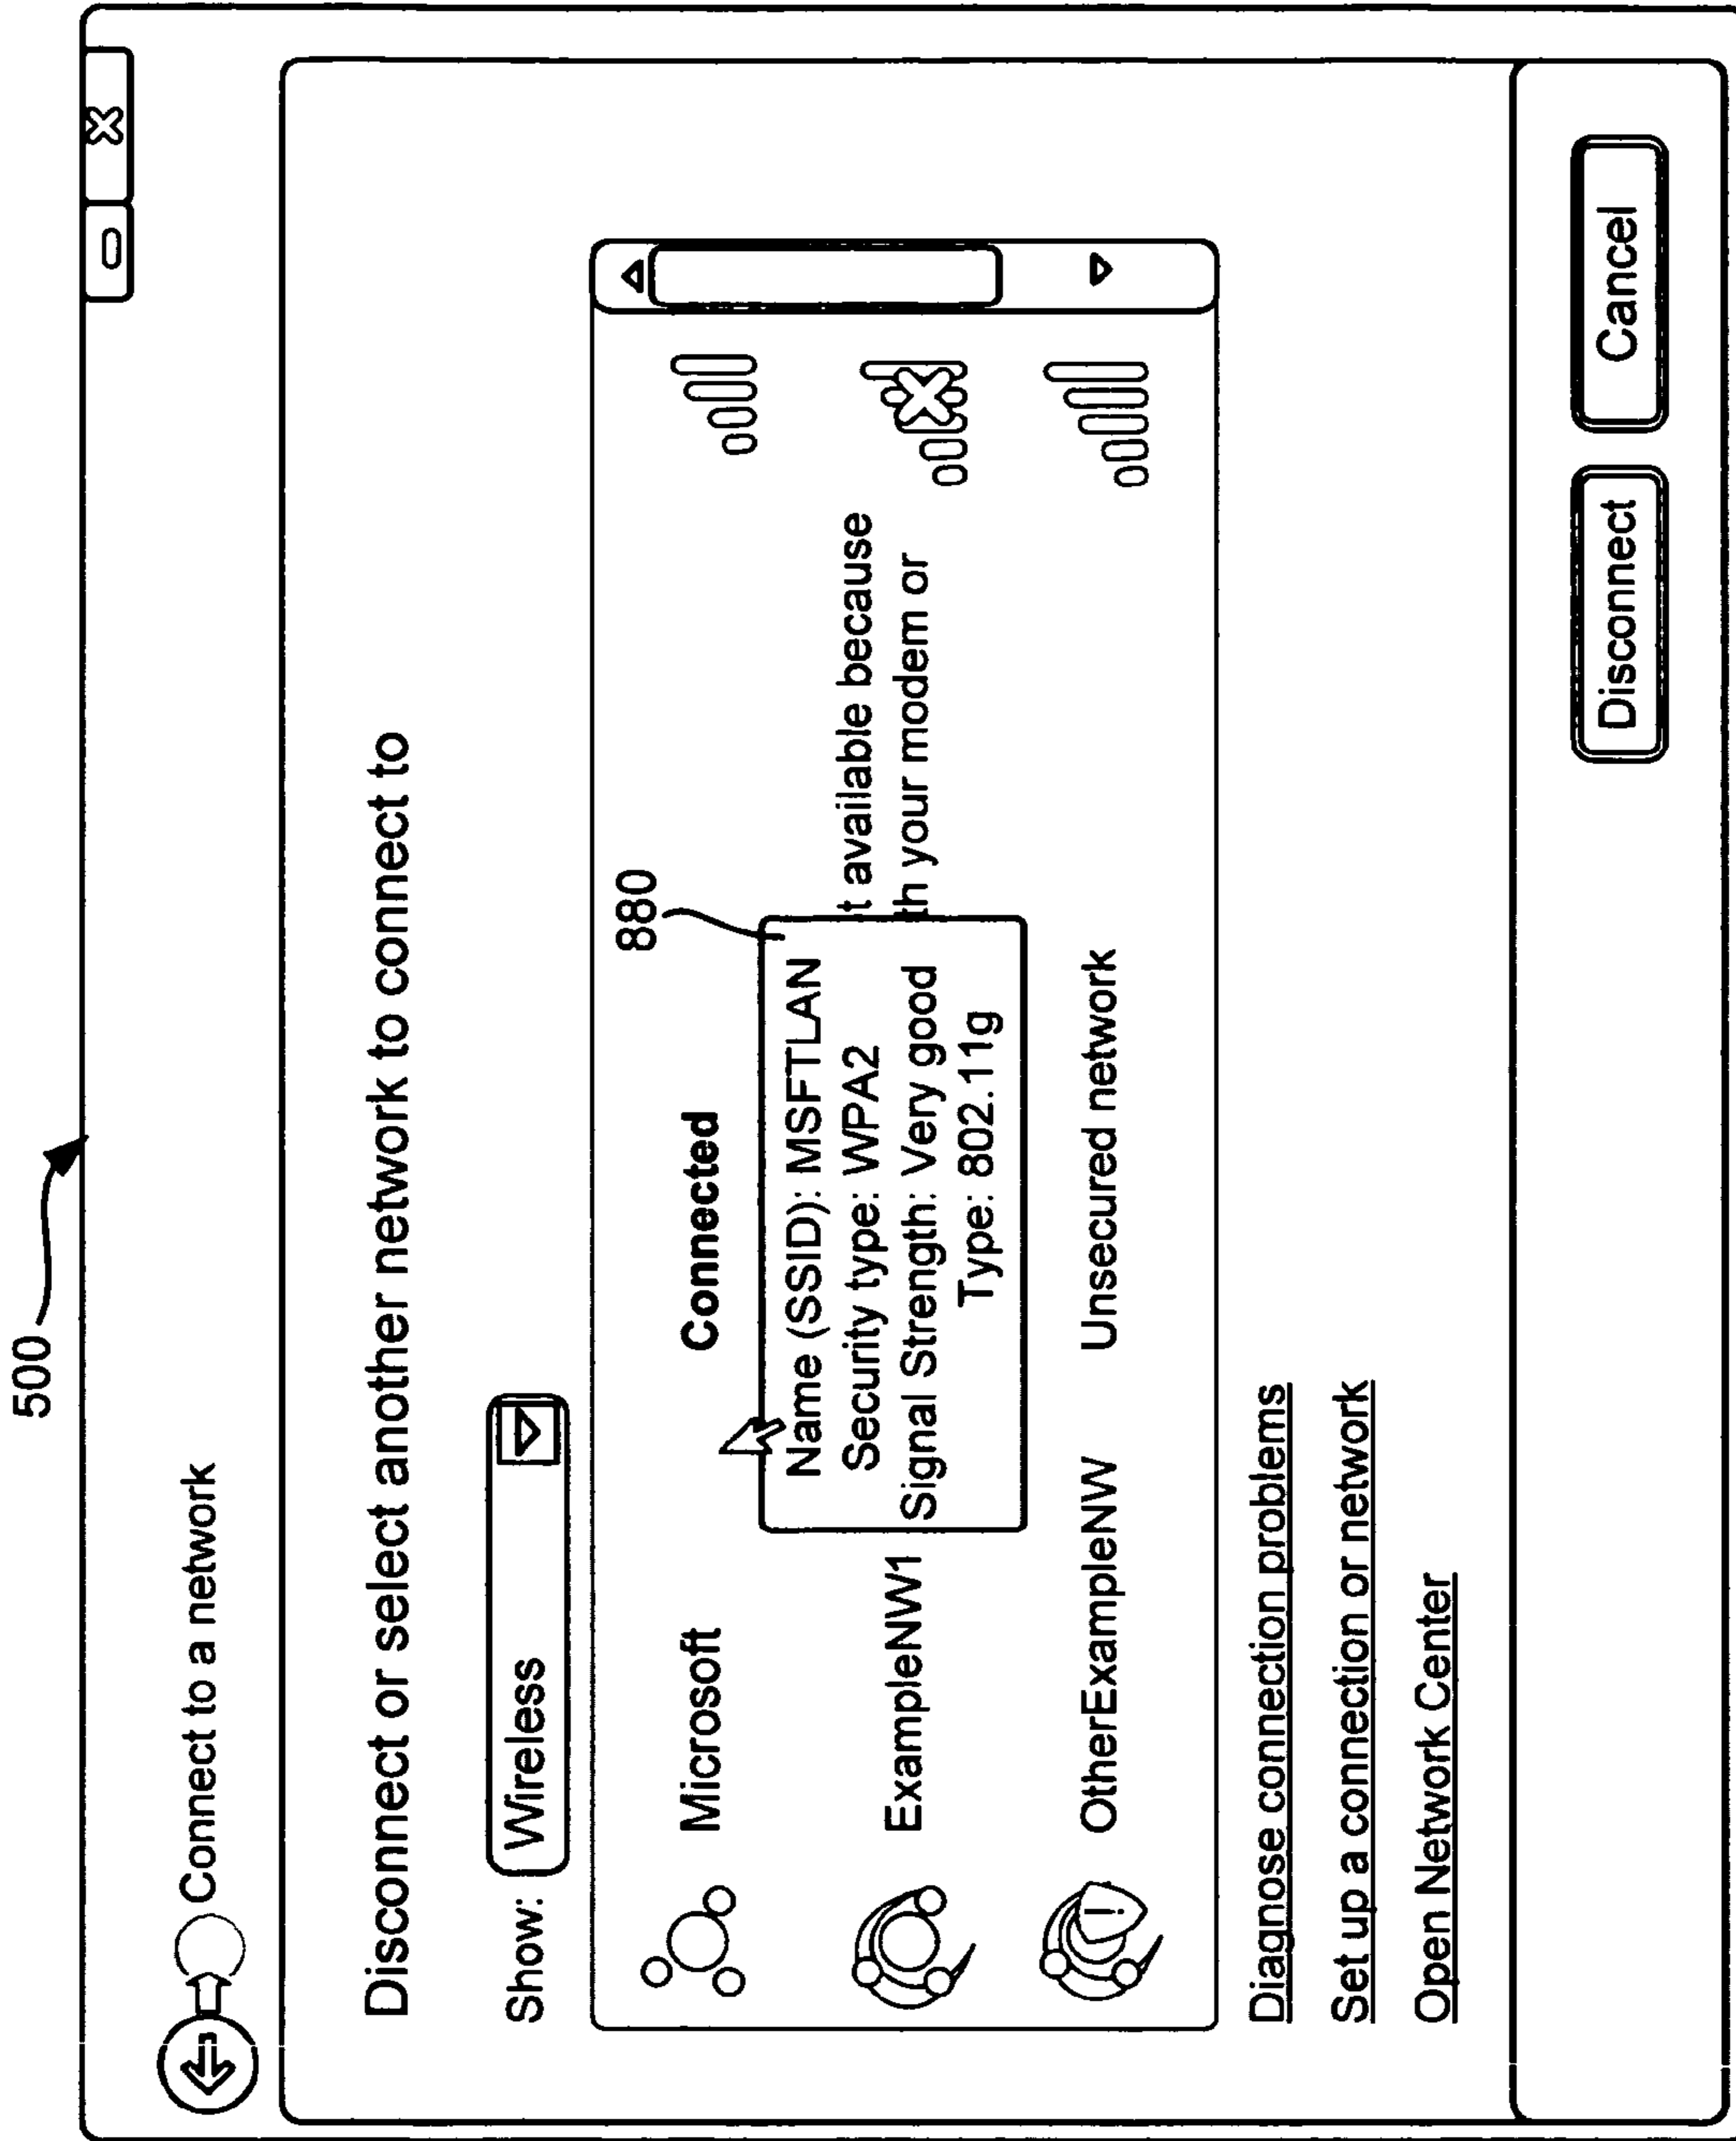 500
Connect to a network
Disconnect or select another network to connect to
Show: Wireless
880
Microsoft Connected
Name (SSID): MSFTLAN
Security type: WPA2
Signal Strength: Very good
Type: 802.11g
ExampleNW1
t available because
th your modem or
OtherExampleNW Unsecured network
Diagnose connection problems
Set up a connection or network
Open Network Center
Disconnect Cancel